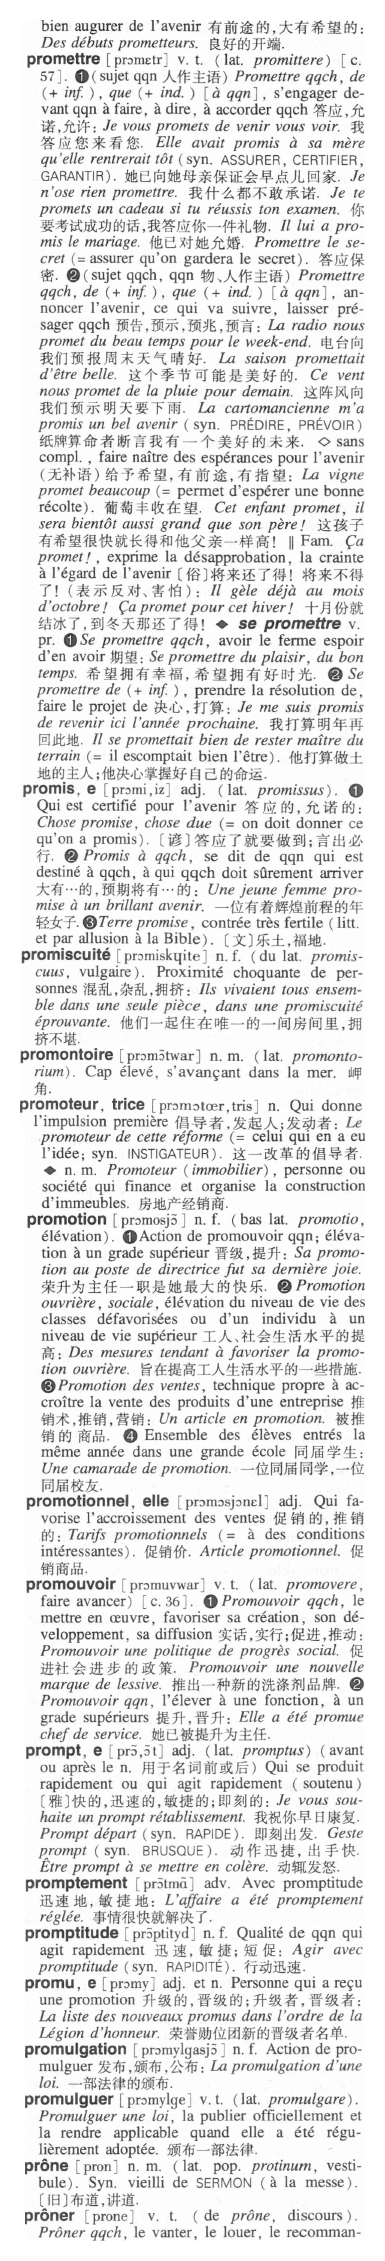 bien augurer de l'avenir 有前途的,大有希望的:
Des débuts prometteurs. 良好的开端.
promettre [prɔmɛtr] v. t. (lat. promittere) [c.
57]. ❶(sujet qqn 人作主语) Promettre qqch, de
(+ inf.), que (+ ind.) [à qqn], s'engager de-
vant qqn à faire, à dire, à accorder qqch 答应,允
诺,允许: Je vous promets de venir vous voir. 我
答应您来看您. Elle avait promis à sa mère
qu'elle rentrerait tôt (syn. ASSURER, CERTIFIER,
GARANTIR). 她已向她母亲保证会早点儿回家. Je
n'ose rien promettre. 我什么都不敢承诺. Je te
promets un cadeau si tu réussis ton examen. 你
要考试成功的话,我答应你一件礼物. Il lui a pro-
mis le mariage. 他已对她允婚. Promettre le se-
cret (= assurer qu'on gardera le secret). 答应保
密. ❷(sujet qqch, qqn 物、人作主语) Promettre
qqch, de (+ inf.), que (+ ind.) [à qqn], an-
noncer l'avenir, ce qui va suivre, laisser pré-
sager qqch 预告,预示,预兆,预言: La radio nous
promet du beau temps pour le week-end. 电台向
我们预报周末天气晴好. La saison promettait
d'être belle. 这个季节可能是美好的. Ce vent
nous promet de la pluie pour demain. 这阵风向
我们预示明天要下雨. La cartomancienne m'a
promis un bel avenir (syn. PRÉDIRE, PRÉVOIR)
纸牌算命者断言我有一个美好的未来. ◇ sans
compl., faire naître des espérances pour l'avenir
(无补语)给予希望,有前途,有指望: La vigne
promet beaucoup (= permet d'espérer une bonne
récolte). 葡萄丰收在望. Cet enfant promet, il
sera bientôt aussi grand que son père! 这孩子
有希望很快就长得和他父亲一样高! ‖ Fam. Ça
promet!, exprime la désapprobation, la crainte
à l'égard de l'avenir [俗]将来还了得! 将来不得
了! (表示反对、害怕): Il gèle déjà au mois
d'octobre! Ça promet pour cet hiver! 十月份就
结冰了,到冬天那还了得! ◆ se promettre v.
pr. ❶Se promettre qqch, avoir le ferme espoir
d'en avoir 期望: Se promettre du plaisir, du bon
temps. 希望拥有幸福,希望拥有好时光. ❷ Se
promettre de (+ inf.), prendre la résolution de,
faire le projet de 决心,打算: Je me suis promis
de revenir ici l'année prochaine. 我打算明年再
回此地. Il se promettait bien de rester maître du
terrain (= il escomptait bien l'être). 他打算做土
地的主人;他决心掌握好自己的命运.
promis, e [prɔmi,iz] adj. (lat. promissus). ❶
Qui est certifié pour l'avenir 答应的,允诺的:
Chose promise, chose due (= on doit donner ce
qu'on a promis). [谚]答应了就要做到;言出必
行. ❷ Promis à qqch, se dit de qqn qui est
destiné à qqch, à qui qqch doit sûrement arriver
大有…的,预期将有…的: Une jeune femme pro-
mise à un brillant avenir. 一位有着辉煌前程的年
轻女子.❸Terre promise, contrée très fertile (litt.
et par allusion à la Bible). [文]乐土,福地.
promiscuité [prɔmiskɥite] n. f. (du lat. promis-
cuus, vulgaire). Proximité choquante de per-
sonnes 混乱,杂乱,拥挤: Ils vivaient tous ensem-
ble dans une seule pièce, dans une promiscuité
éprouvante. 他们一起住在唯一的一间房间里,拥
挤不堪.
promontoire [prɔmɔ̃twar] n. m. (lat. promonto-
rium). Cap élevé, s'avançant dans la mer. 岬
角.
promoteur, trice [prɔmɔtœr,tris] n. Qui donne
l'impulsion première 倡导者,发起人;发动者: Le
promoteur de cette réforme (= celui qui en a eu
l'idée; syn. INSTIGATEUR). 这一改革的倡导者.
◆ n. m. Promoteur (immobilier), personne ou
société qui finance et organise la construction
d'immeubles. 房地产经销商.
promotion [prɔmosjɔ̃] n. f. (bas lat. promotio,
élévation). ❶Action de promouvoir qqn; éléva-
tion à un grade supérieur 晋级,提升: Sa promo-
tion au poste de directrice fut sa dernière joie.
荣升为主任一职是她最大的快乐. ❷ Promotion
ouvrière, sociale, élévation du niveau de vie des
classes défavorisées ou d'un individu à un
niveau de vie supérieur 工人、社会生活水平的提
高: Des mesures tendant à favoriser la promo-
tion ouvrière. 旨在提高工人生活水平的一些措施.
❸Promotion des ventes, technique propre à ac-
croître la vente des produits d'une entreprise 推
销术,推销,营销: Un article en promotion. 被推
销的商品. ❹ Ensemble des élèves entrés la
même année dans une grande école 同届学生:
Une camarade de promotion. 一位同届同学,一位
同届校友.
promotionnel, elle [prɔmɔsjɔnɛl] adj. Qui fa-
vorise l'accroissement des ventes 促销的,推销
的: Tarifs promotionnels (= à des conditions
intéressantes). 促销价. Article promotionnel. 促
销商品.
promouvoir [prɔmuvwar] v. t. (lat. promovere,
faire avancer) [c. 36]. ❶ Promouvoir qqch, le
mettre en œuvre, favoriser sa création, son dé-
veloppement, sa diffusion 实话,实行;促进,推动:
Promouvoir une politique de progrès social. 促
进社会进步的政策. Promouvoir une nouvelle
marque de lessive. 推出一种新的洗涤剂品牌. ❷
Promouvoir qqn, l'élever à une fonction, à un
grade supérieurs 提升,晋升: Elle a été promue
chef de service. 她已被提升为主任.
prompt, e [prɔ̃,ɔ̃t] adj. (lat. promptus) (avant
ou après le n. 用于名词前或后) Qui se produit
rapidement ou qui agit rapidement (soutenu)
[雅]快的,迅速的,敏捷的;即刻的: Je vous sou-
haite un prompt rétablissement. 我祝你早日康复.
Prompt départ (syn. RAPIDE). 即刻出发. Geste
prompt (syn. BRUSQUE). 动作迅捷, 出手快.
Être prompt à se mettre en colère. 动辄发怒.
promptement [prɔ̃tmɑ̃] adv. Avec promptitude
迅速地,敏捷地: L'affaire a été promptement
réglée. 事情很快就解决了.
promptitude [prɔ̃ptityd] n. f. Qualité de qqn qui
agit rapidement 迅速,敏捷;短促: Agir avec
promptitude (syn. RAPIDITÉ). 行动迅速.
promu, e [prɔmy] adj. et n. Personne qui a reçu
une promotion 升级的,晋级的;升级者,晋级者:
La liste des nouveaux promus dans l'ordre de la
Légion d'honneur. 荣誉勋位团新的晋级者名单.
promulgation [prɔmylgasjɔ̃] n. f. Action de pro-
mulguer 发布,颁布,公布: La promulgation d'une
loi. 一部法律的颁布.
promulguer [prɔmylge] v. t. (lat. promulgare).
Promulguer une loi, la publier officiellement et
la rendre applicable quand elle a été régu-
lièrement adoptée. 颁布一部法律.
prône [pron] n. m. (lat. pop. protinum, vesti-
bule). Syn. vieilli de SERMON (à la messe).
[旧]布道,讲道.
prôner [prone] v. t. (de prône, discours).
Prôner qqch, le vanter, le louer, le recomman-